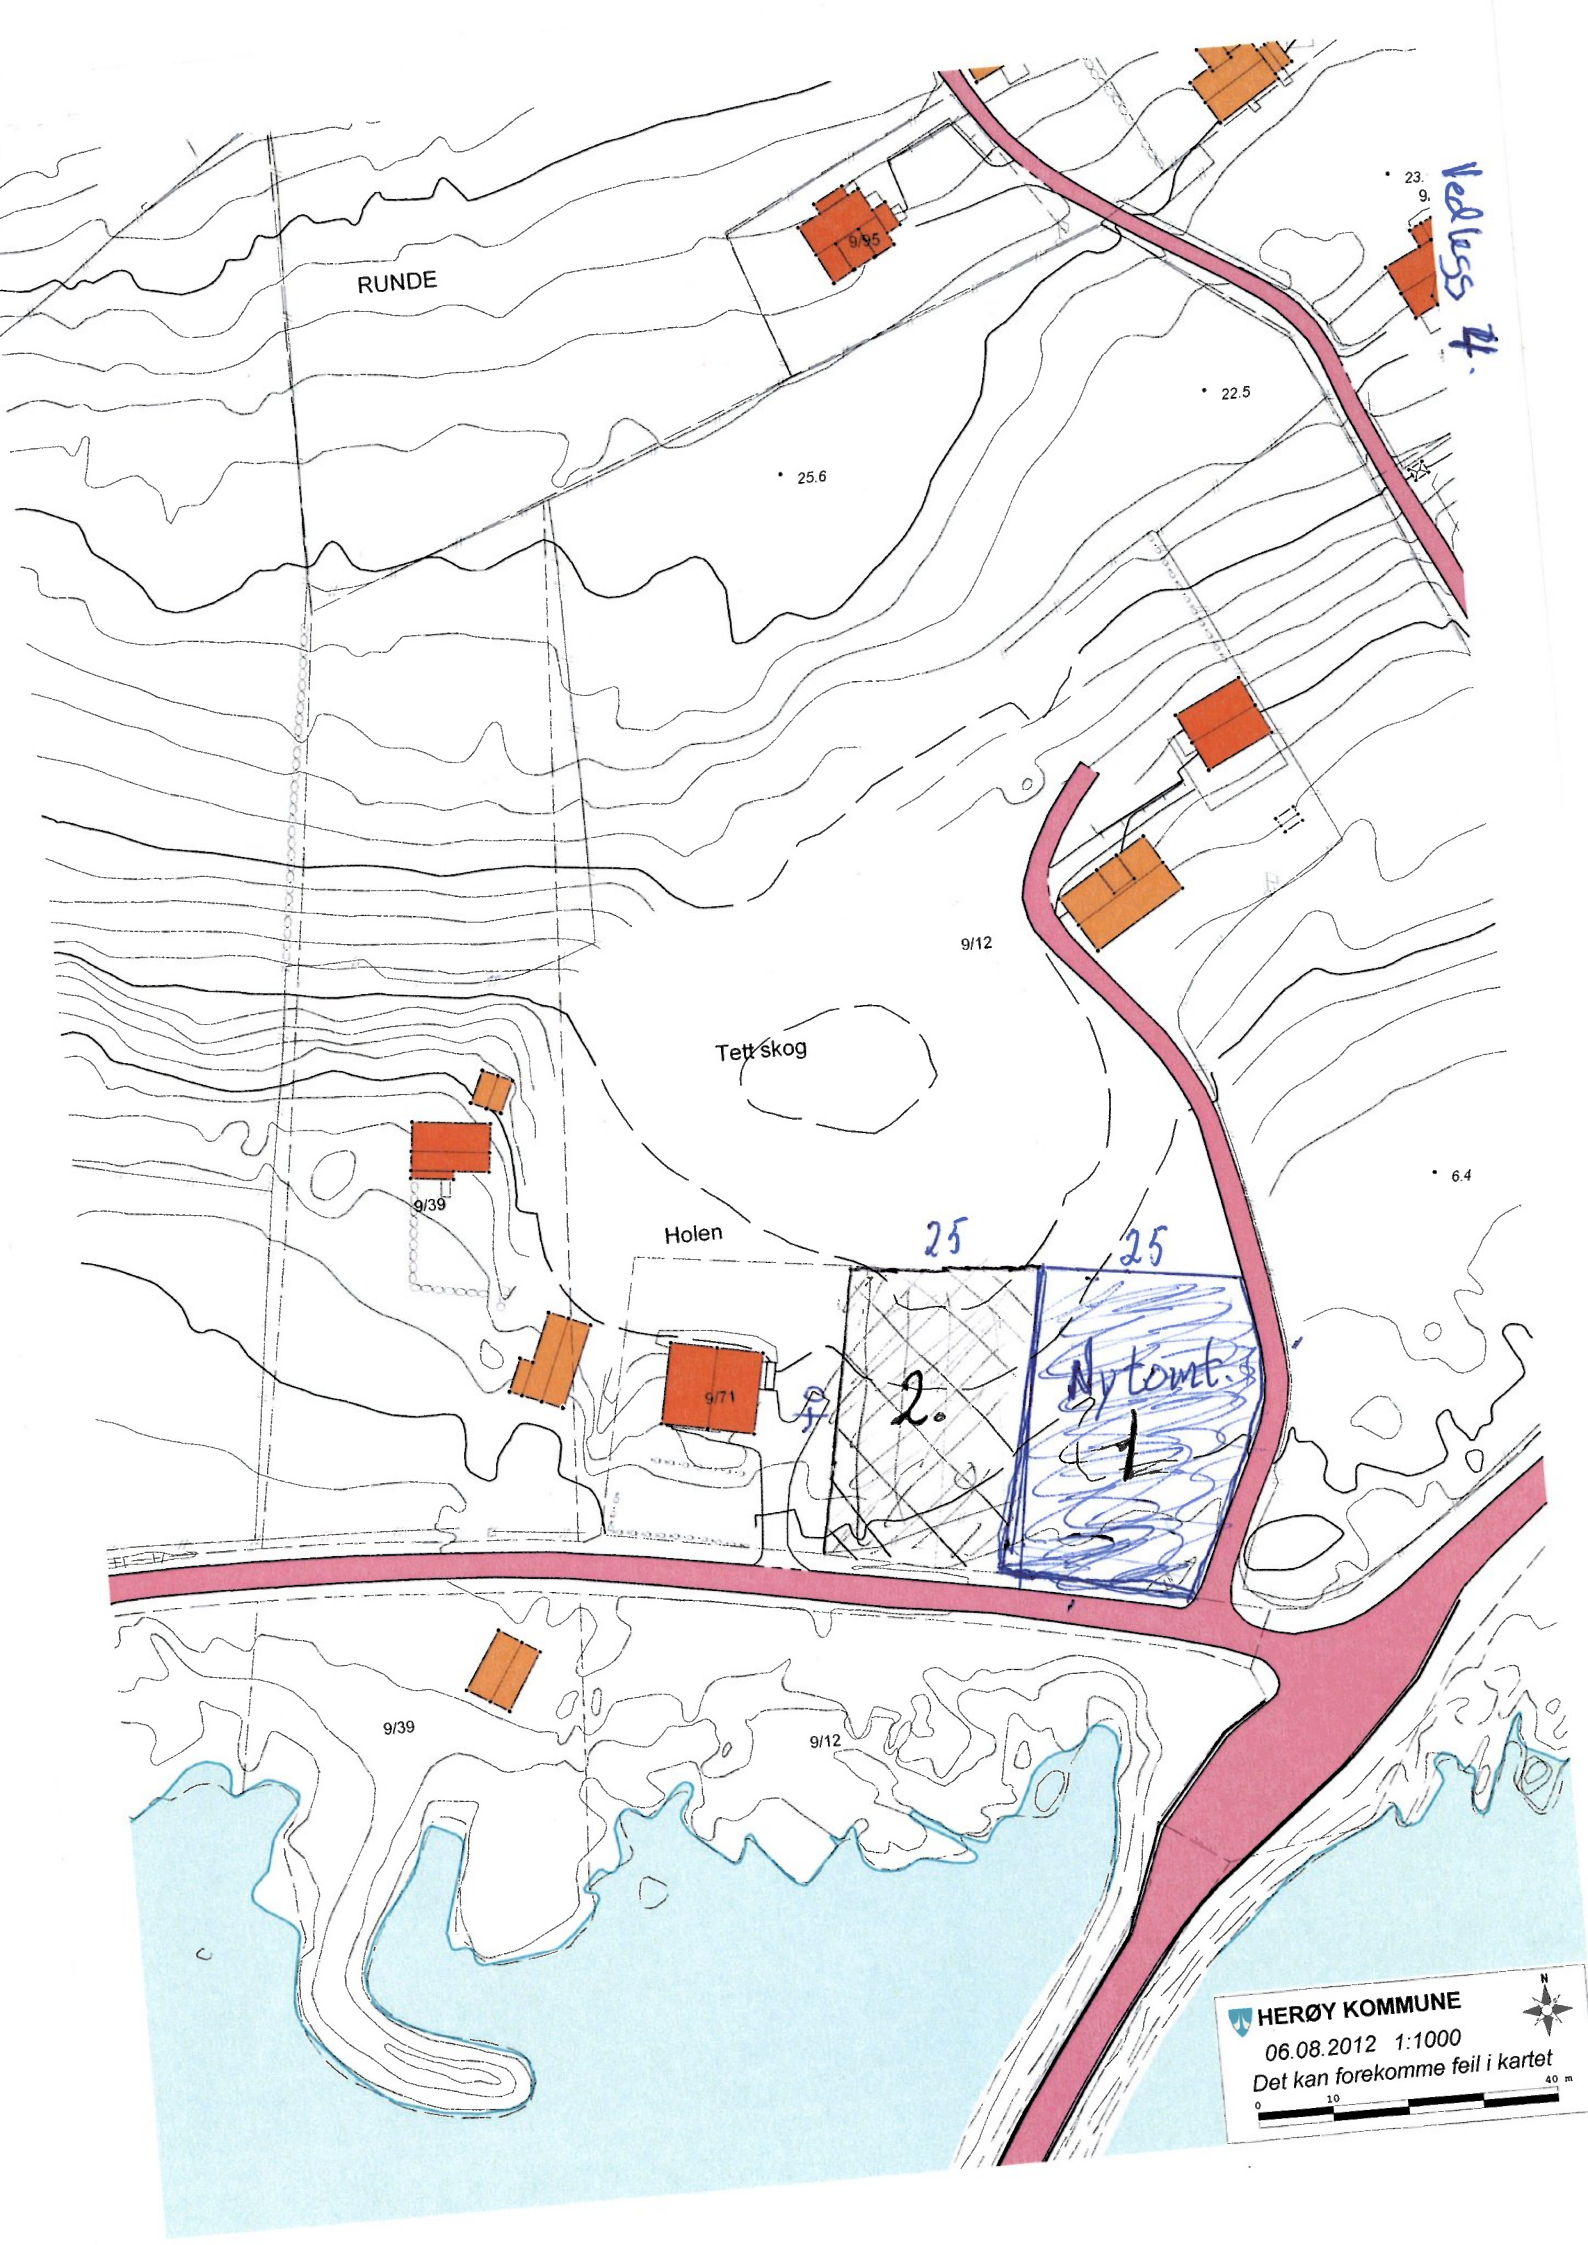 Vedlegg 4.
23.
9.
9/95
RUNDE
22.5
25.6
9/12
Tett skog
6.4
9/39
Holen
25
25
9/71
2.
Ny tomt.
1
9/39
9/12
N
HERØY KOMMUNE
06.08.2012 1:1000
Det kan forekomme feil i kartet
0 10 40 m